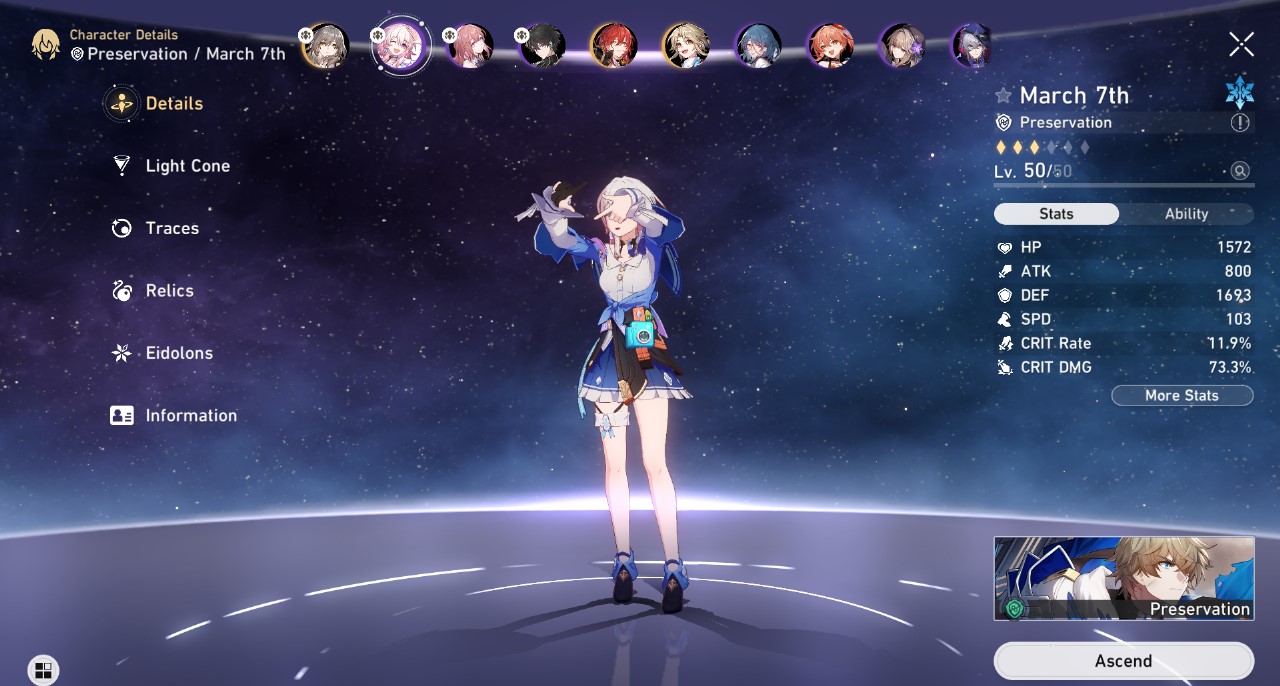 Character Details
Preservation / March 7th
Details
Light Cone
Traces
Relics
Eidolons
Information
March 7th
Preservation
Lv. 50/50
Stats
Ability
HP 1572
ATK 800
DEF 1693
SPD 103
CRIT Rate 11.9%
CRIT DMG 73.3%
More Stats
Preservation
Ascend